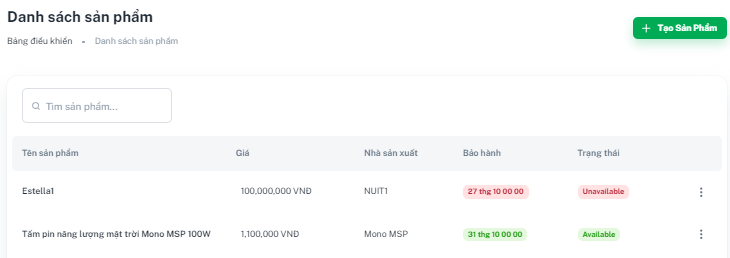 Danh sách sản phẩm
Bảng điều khiển • Danh sách sản phẩm
+ Tạo Sản Phẩm
Tìm sản phẩm...
Tên sản phẩm Giá Nhà sản xuất Bảo hành Trạng thái
Estella1 100,000,000 VNĐ NUIT1 27 thg 10 00 00 Unavailable
Tấm pin năng lượng mặt trời Mono MSP 100W 1,100,000 VNĐ Mono MSP 31 thg 10 00 00 Available